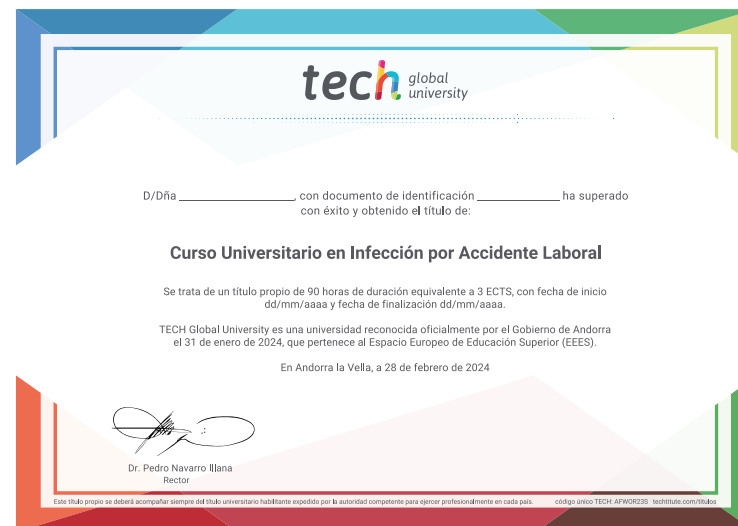 tech global university
D/Dña ____________________, con documento de identificación ______________ ha superado
con éxito y obtenido el título de:
Curso Universitario en Infección por Accidente Laboral
Se trata de un título propio de 90 horas de duración equivalente a 3 ECTS, con fecha de inicio
dd/mm/aaaa y fecha de finalización dd/mm/aaaa.
TECH Global University es una universidad reconocida oficialmente por el Gobierno de Andorra
el 31 de enero de 2024, que pertenece al Espacio Europeo de Educación Superior (EEES).
En Andorra la Vella, a 28 de febrero de 2024
Dr. Pedro Navarro Illana
Rector
Este título propio se deberá acompañar siempre del título universitario habilitante expedido por la autoridad competente para ejercer profesionalmente en cada país. código único TECH: AFWOR23S techtitute.com/titulos